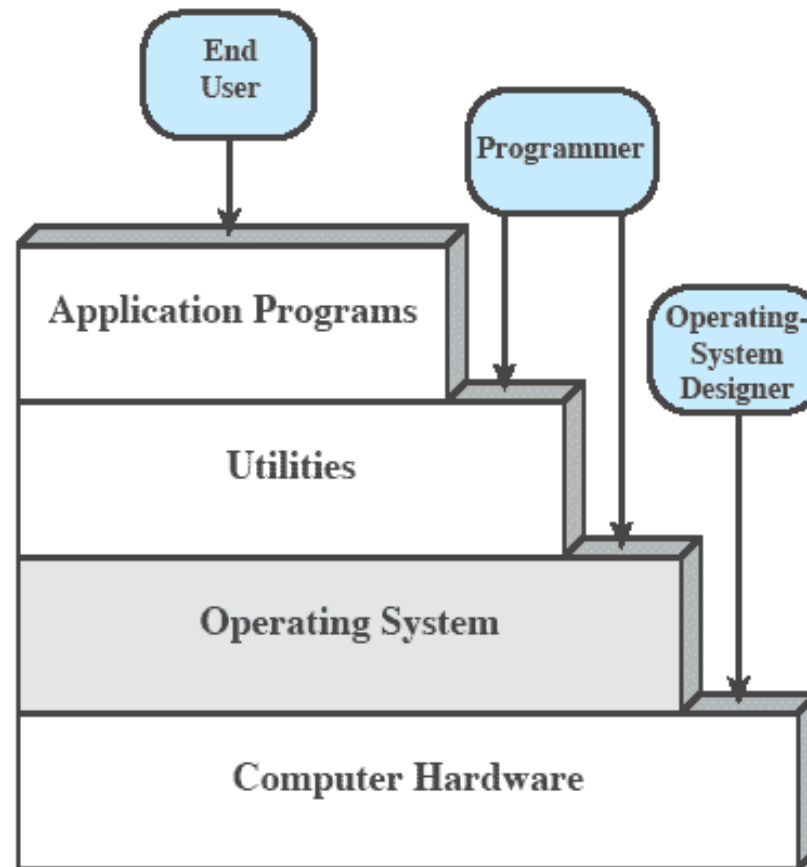 End
User
Programmer
Operating-
System
Designer
Application Programs
Utilities
Operating System
Computer Hardware